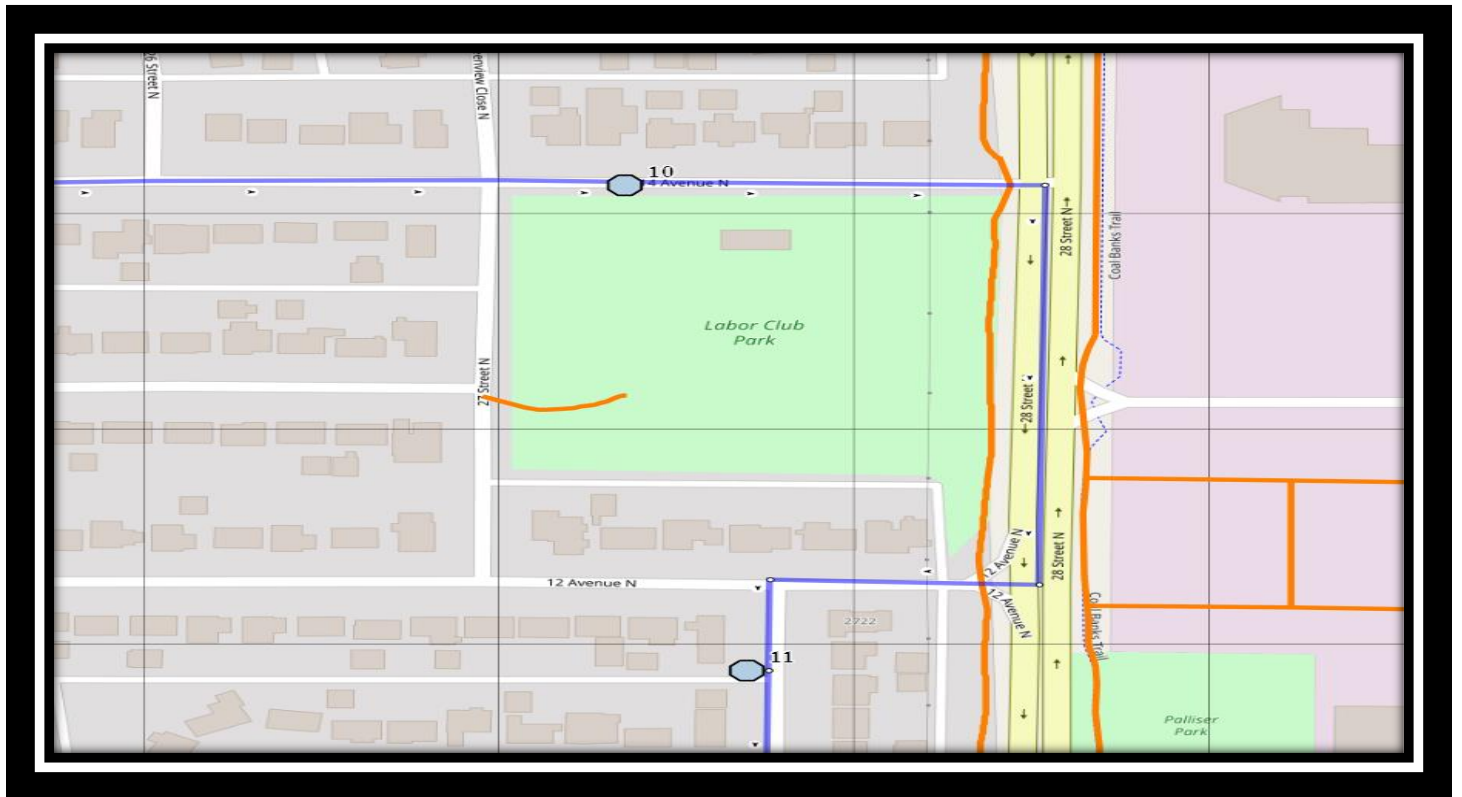 26 Street N
enview Close N
10
4 Avenue N
28 Street N
Coal Banks Trail
Labor Club
Park
27 Street N
28 Street
12 Avenue N
28 Street N
12 Avenue N
12 Avenue N
Coal Banks Trail
2722
11
Palliser
Park